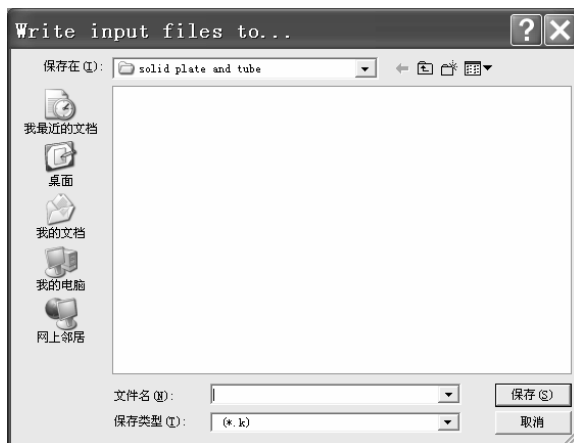 Write input files to...
保存在(I): solid plate and tube
我最近的文档
桌面
我的文档
我的电脑
网上邻居
文件名(N): 保存(S)
保存类型(T): (*.k) 取消